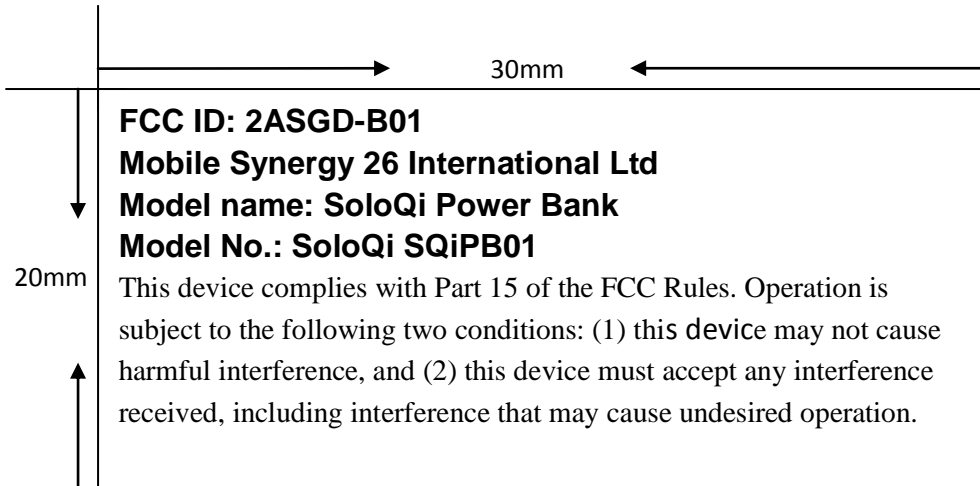 30mm
FCC ID: 2ASGD-B01
Mobile Synergy 26 International Ltd
Model name: SoloQi Power Bank
Model No.: SoloQi SQiPB01
20mm
This device complies with Part 15 of the FCC Rules. Operation is
subject to the following two conditions: (1) this device may not cause
harmful interference, and (2) this device must accept any interference
received, including interference that may cause undesired operation.